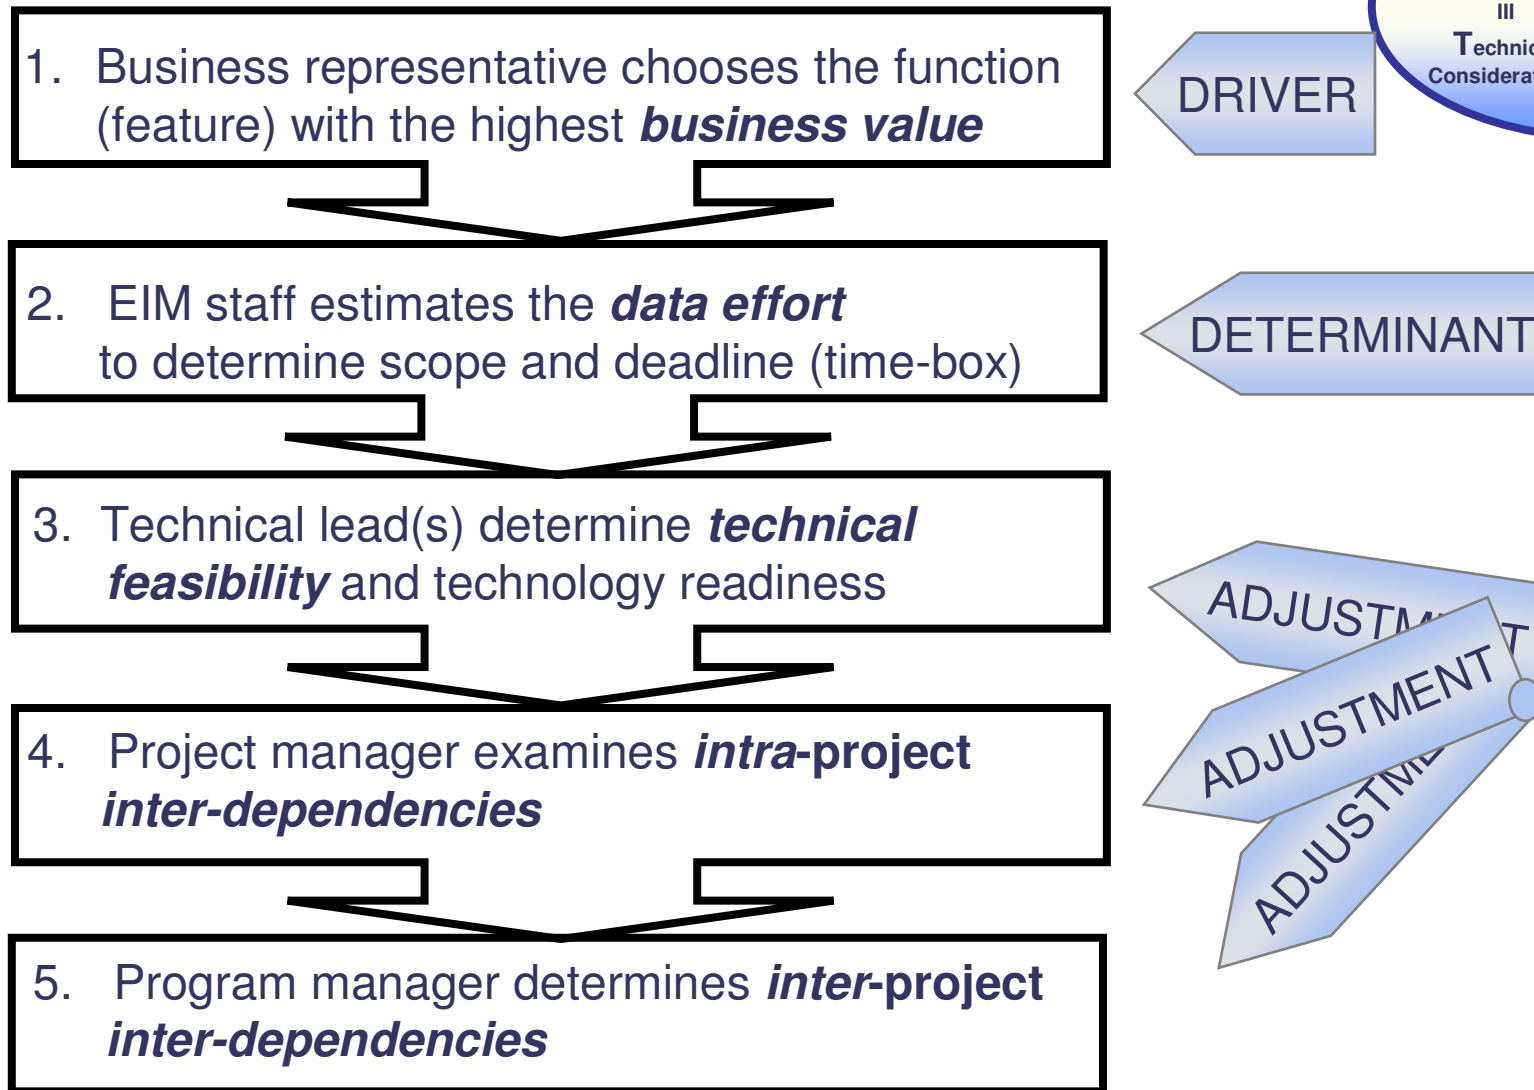 1. Business representative chooses the function
(feature) with the highest business value
DRIVER
III
Technic
Considerat
2. EIM staff estimates the data effort
to determine scope and deadline (time-box)
DETERMINANT
3. Technical lead(s) determine technical
feasibility and technology readiness
4. Project manager examines intra-project
inter-dependencies
5. Program manager determines inter-project
inter-dependencies
ADJUSTMENT
ADJUSTMENT
ADJUSTME